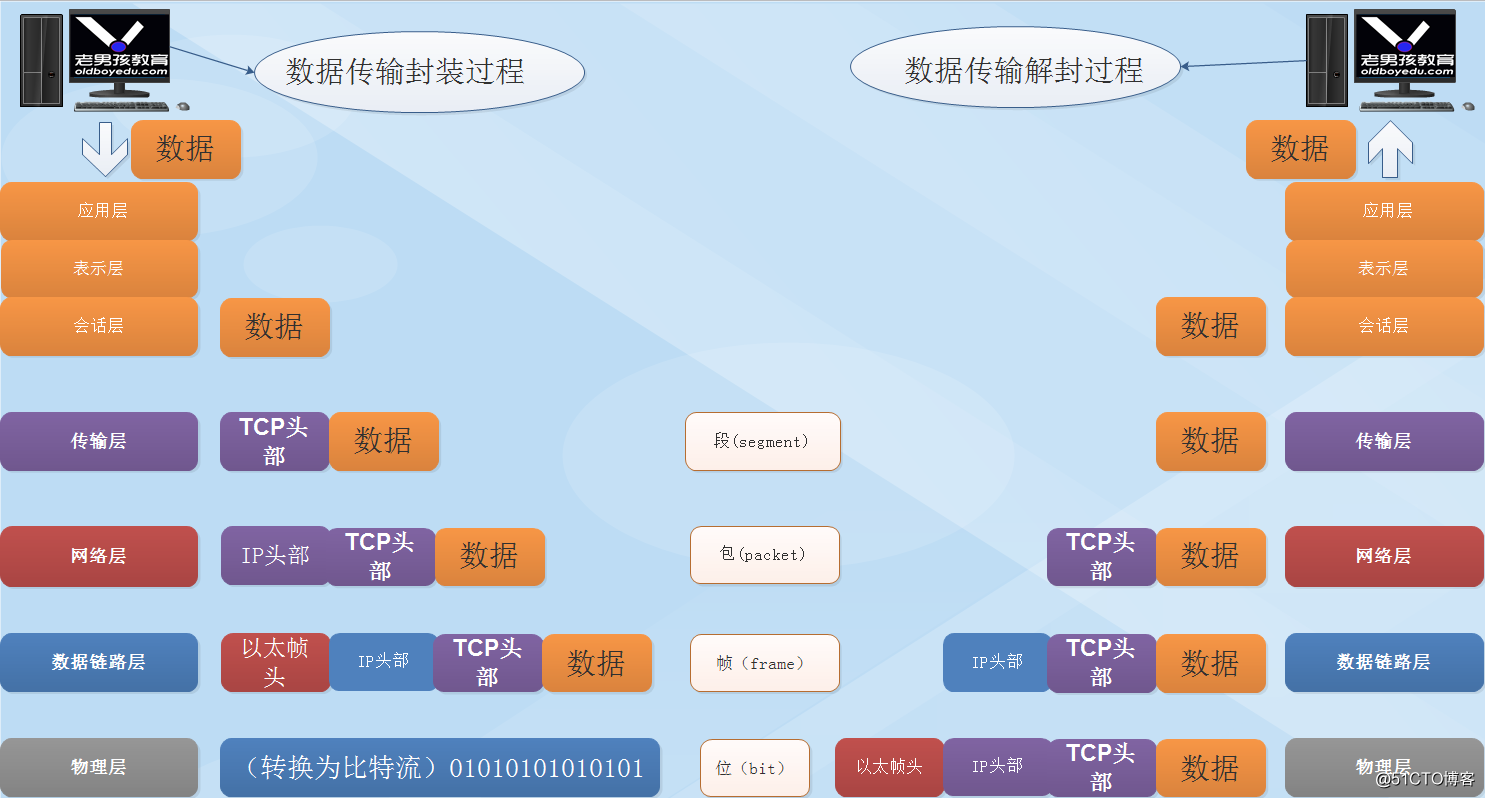 老男孩教育
oldboyedu.com
数据传输封装过程
数据传输解封过程
老男孩教育
oldboyedu.com
数据
数据
应用层
应用层
表示层
表示层
会话层
数据
数据
会话层
传输层
TCP头
部
数据
段(segment)
数据
传输层
网络层
IP头部
TCP头
部
数据
包(packet)
TCP头
部
数据
网络层
数据链路层
以太帧
头
IP头部
TCP头
部
数据
帧（frame）
IP头部
TCP头
部
数据
数据链路层
物理层
（转换为比特流）01010101010101
位（bit）
以太帧头
IP头部
TCP头
部
数据
物理层
@51CTO博客